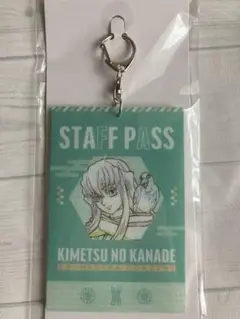 STAFF PASS
KIMETSU NO KANADE